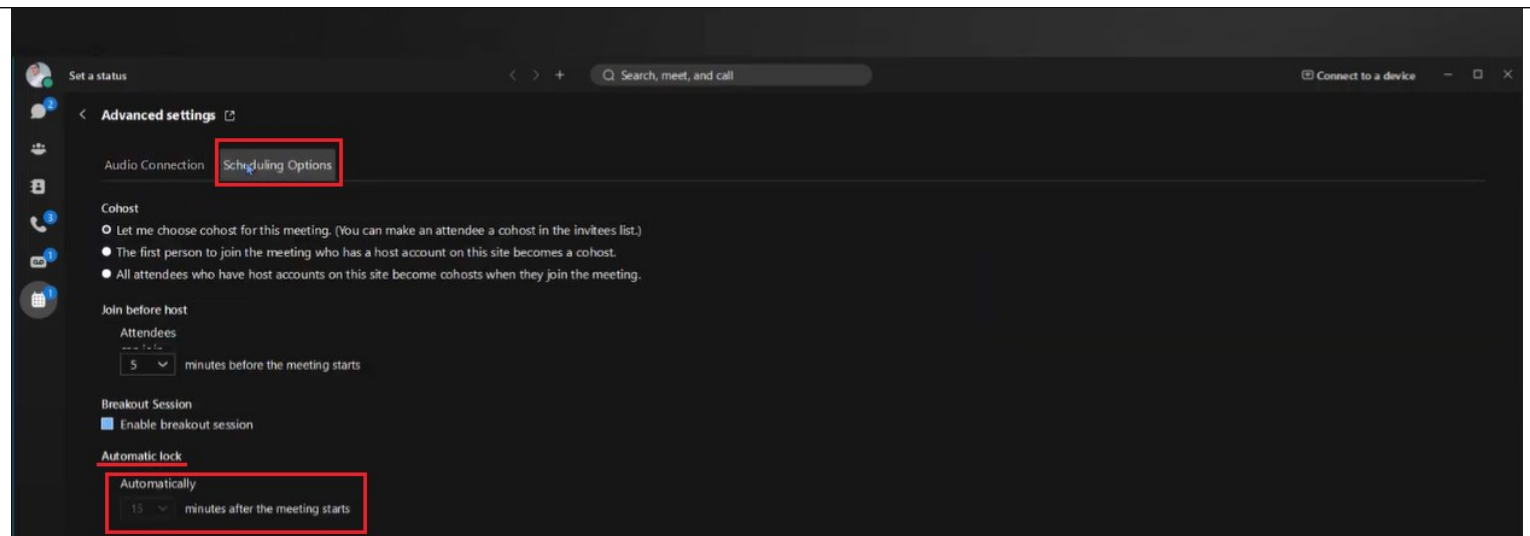 Set a status
Search, meet, and call
Connect to a device
2
Advanced settings
Audio Connection Scheduling Options
3
1
1
Cohost
Let me choose cohost for this meeting. (You can make an attendee a cohost in the invitees list.)
The first person to join the meeting who has a host account on this site becomes a cohost.
All attendees who have host accounts on this site become cohosts when they join the meeting.
Join before host
Attendees
5 minutes before the meeting starts
Breakout Session
Enable breakout session
Automatic lock
Automatically
15 minutes after the meeting starts